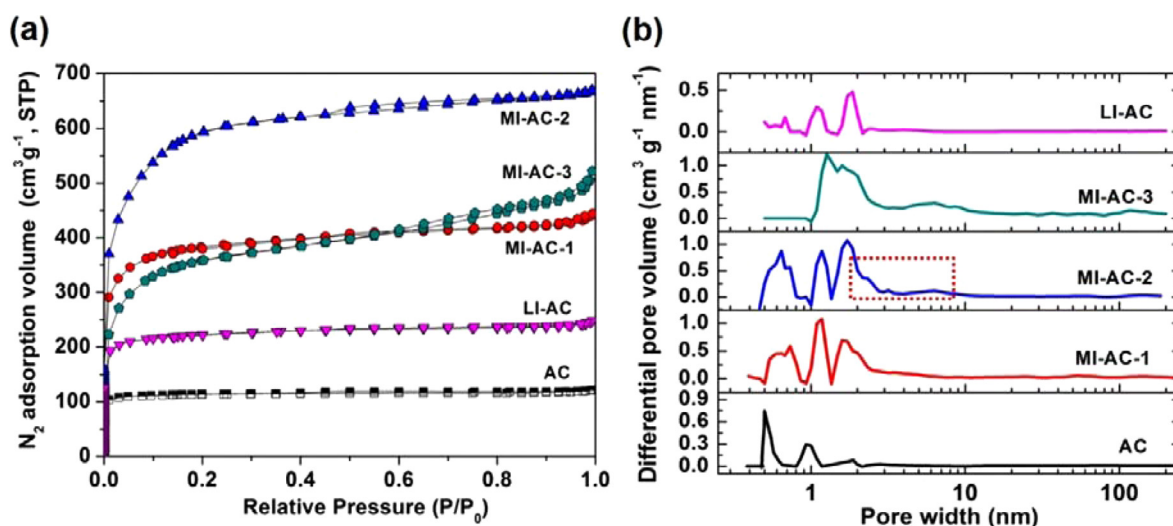 (a)
N₂ adsorption volume (cm³ g⁻¹, STP)
700
600
500
400
300
200
100
0
MI-AC-2
MI-AC-3
MI-AC-1
LI-AC
AC
0.0 0.2 0.4 0.6 0.8 1.0
Relative Pressure (P/P₀)
(b)
Differential pore volume (cm³ g⁻¹ nm⁻¹)
0.5
0.0
LI-AC
1.0
0.5
0.0
MI-AC-3
1.0
0.5
0.0
MI-AC-2
1.0
0.5
0.0
MI-AC-1
0.9
0.6
0.3
0.0
AC
1 10 100
Pore width (nm)